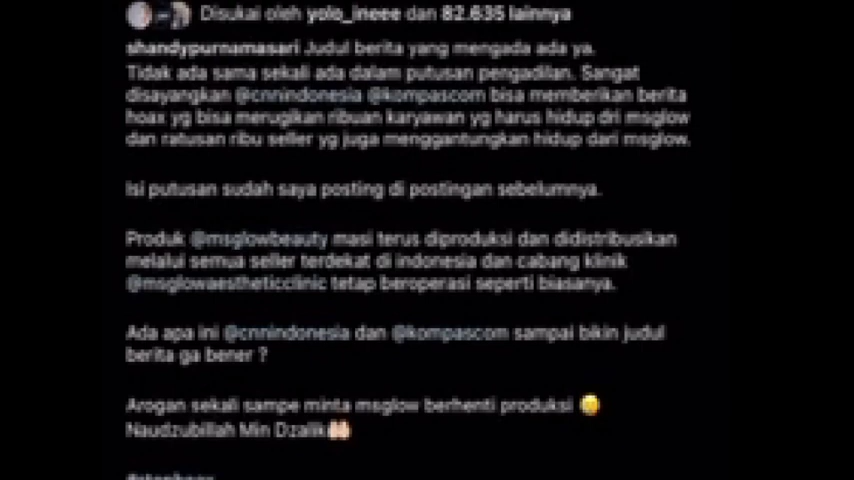 Disukai oleh yolo_ineee dan 82.635 lainnya
shandypurnamasari Judul berita yang mengada ada ya.
Tidak ada sama sekali ada dalam putusan pengadilan. Sangat
disayangkan @cnnindonesia @kompascom bisa memberikan berita
hoax yg bisa merugikan ribuan karyawan yg harus hidup dri msglow
dan ratusan ribu seller yg juga menggantungkan hidup dari msglow.
Isi putusan sudah saya posting di postingan sebelumnya.
Produk @msglowbeauty masi terus diproduksi dan didistribusikan
melalui semua seller terdekat di indonesia dan cabang klinik
@msglowaestheticclinic tetap beroperasi seperti biasanya.
Ada apa ini @cnnindonesia dan @kompascom sampai bikin judul
berita ga bener ?
Arogan sekali sampe minta msglow berhenti produksi 
Naudzubillah Min Dzalik